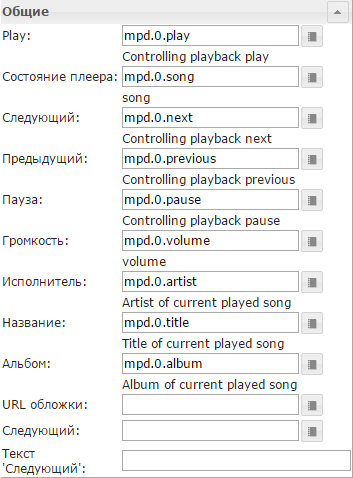 Общие
Play: mpd.0.play
Controlling playback play
Состояние плеера: mpd.0.song
song
Следующий: mpd.0.next
Controlling playback next
Предыдущий: mpd.0.previous
Controlling playback previous
Пауза: mpd.0.pause
Controlling playback pause
Громкость: mpd.0.volume
volume
Исполнитель: mpd.0.artist
Artist of current played song
Название: mpd.0.title
Title of current played song
Альбом: mpd.0.album
Album of current played song
URL обложки:
Следующий:
Текст
'Следующий':